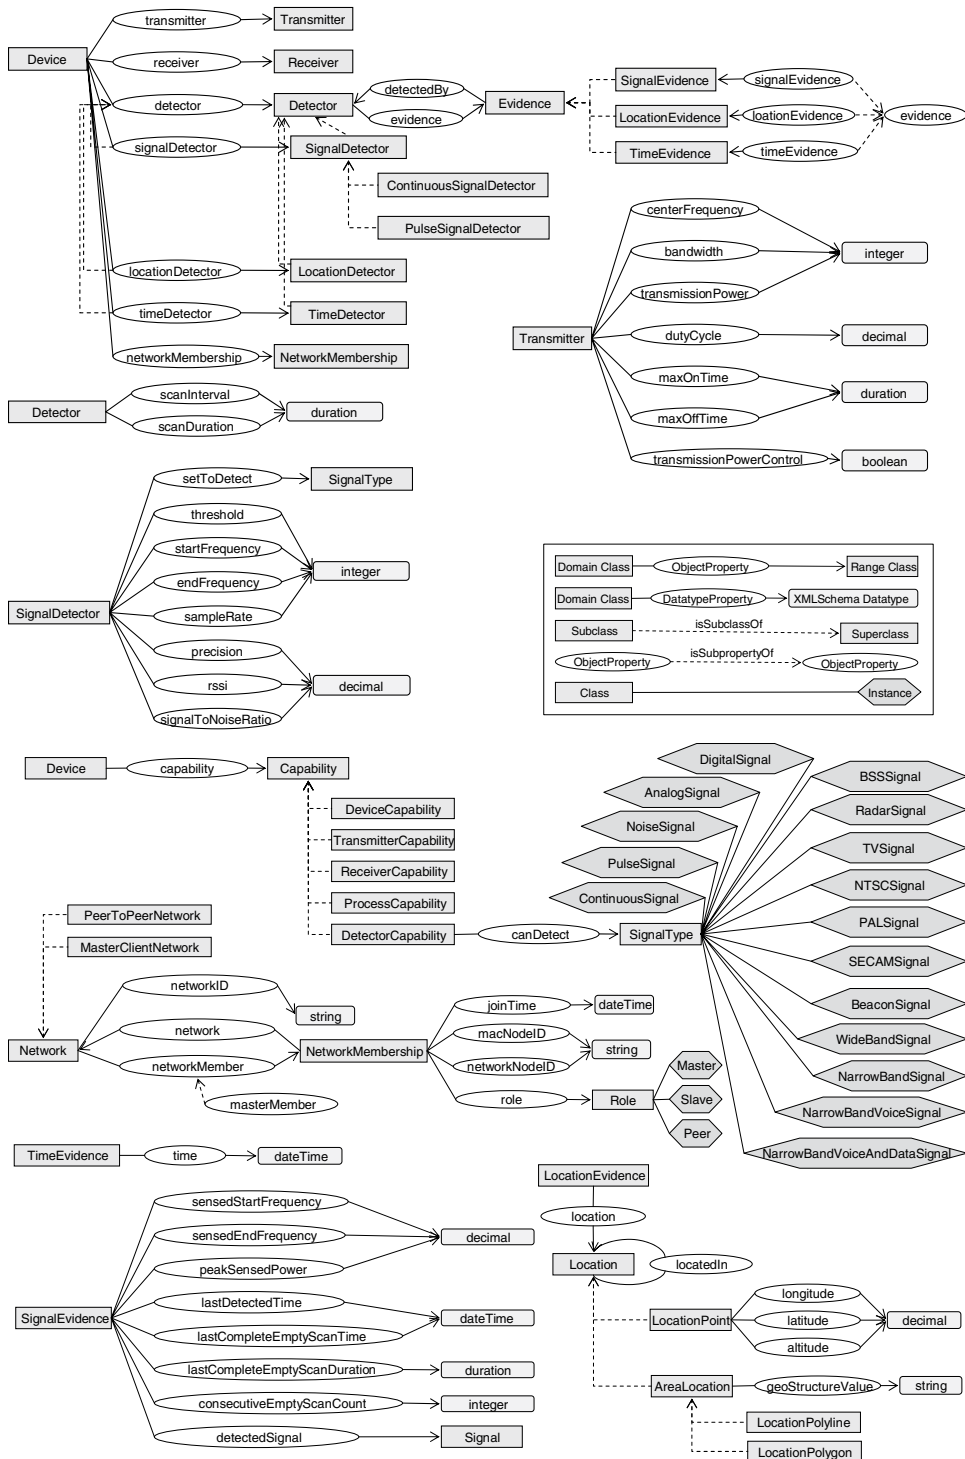 transmitter
Transmitter
Device
receiver
Receiver
detector
Detector
detectedBy
evidence
Evidence
signalDetector
SignalDetector
ContinuousSignalDetector
PulseSignalDetector
locationDetector
LocationDetector
timeDetector
TimeDetector
networkMembership
NetworkMembership
SignalEvidence
signalEvidence
LocationEvidence
loationEvidence
evidence
TimeEvidence
timeEvidence
centerFrequency
bandwidth
integer
transmissionPower
Transmitter
dutyCycle
decimal
maxOnTime
duration
maxOffTime
transmissionPowerControl
boolean
scanInterval
Detector
duration
scanDuration
setToDetect
SignalType
threshold
startFrequency
integer
endFrequency
SignalDetector
sampleRate
precision
rssi
decimal
signalToNoiseRatio
Domain Class
ObjectProperty
Range Class
Domain Class
DatatypeProperty
XMLSchema Datatype
Subclass
isSubclassOf
Superclass
ObjectProperty
isSubpropertyOf
ObjectProperty
Class
Instance
Device
capability
Capability
DeviceCapability
TransmitterCapability
ReceiverCapability
ProcessCapability
DetectorCapability
canDetect
SignalType
DigitalSignal
AnalogSignal
NoiseSignal
PulseSignal
ContinuousSignal
BSSSignal
RadarSignal
TVSignal
NTSCSignal
PALSignal
SECAMSignal
BeaconSignal
WideBandSignal
NarrowBandSignal
NarrowBandVoiceSignal
NarrowBandVoiceAndDataSignal
PeerToPeerNetwork
MasterClientNetwork
networkID
string
network
Network
networkMember
masterMember
NetworkMembership
joinTime
dateTime
macNodeID
string
networkNodeID
role
Role
Master
Slave
Peer
TimeEvidence
time
dateTime
sensedStartFrequency
sensedEndFrequency
decimal
peakSensedPower
SignalEvidence
lastDetectedTime
dateTime
lastCompleteEmptyScanTime
lastCompleteEmptyScanDuration
duration
consecutiveEmptyScanCount
integer
detectedSignal
Signal
LocationEvidence
location
Location
locatedIn
longitude
LocationPoint
latitude
decimal
altitude
AreaLocation
geoStructureValue
string
LocationPolyline
LocationPolygon